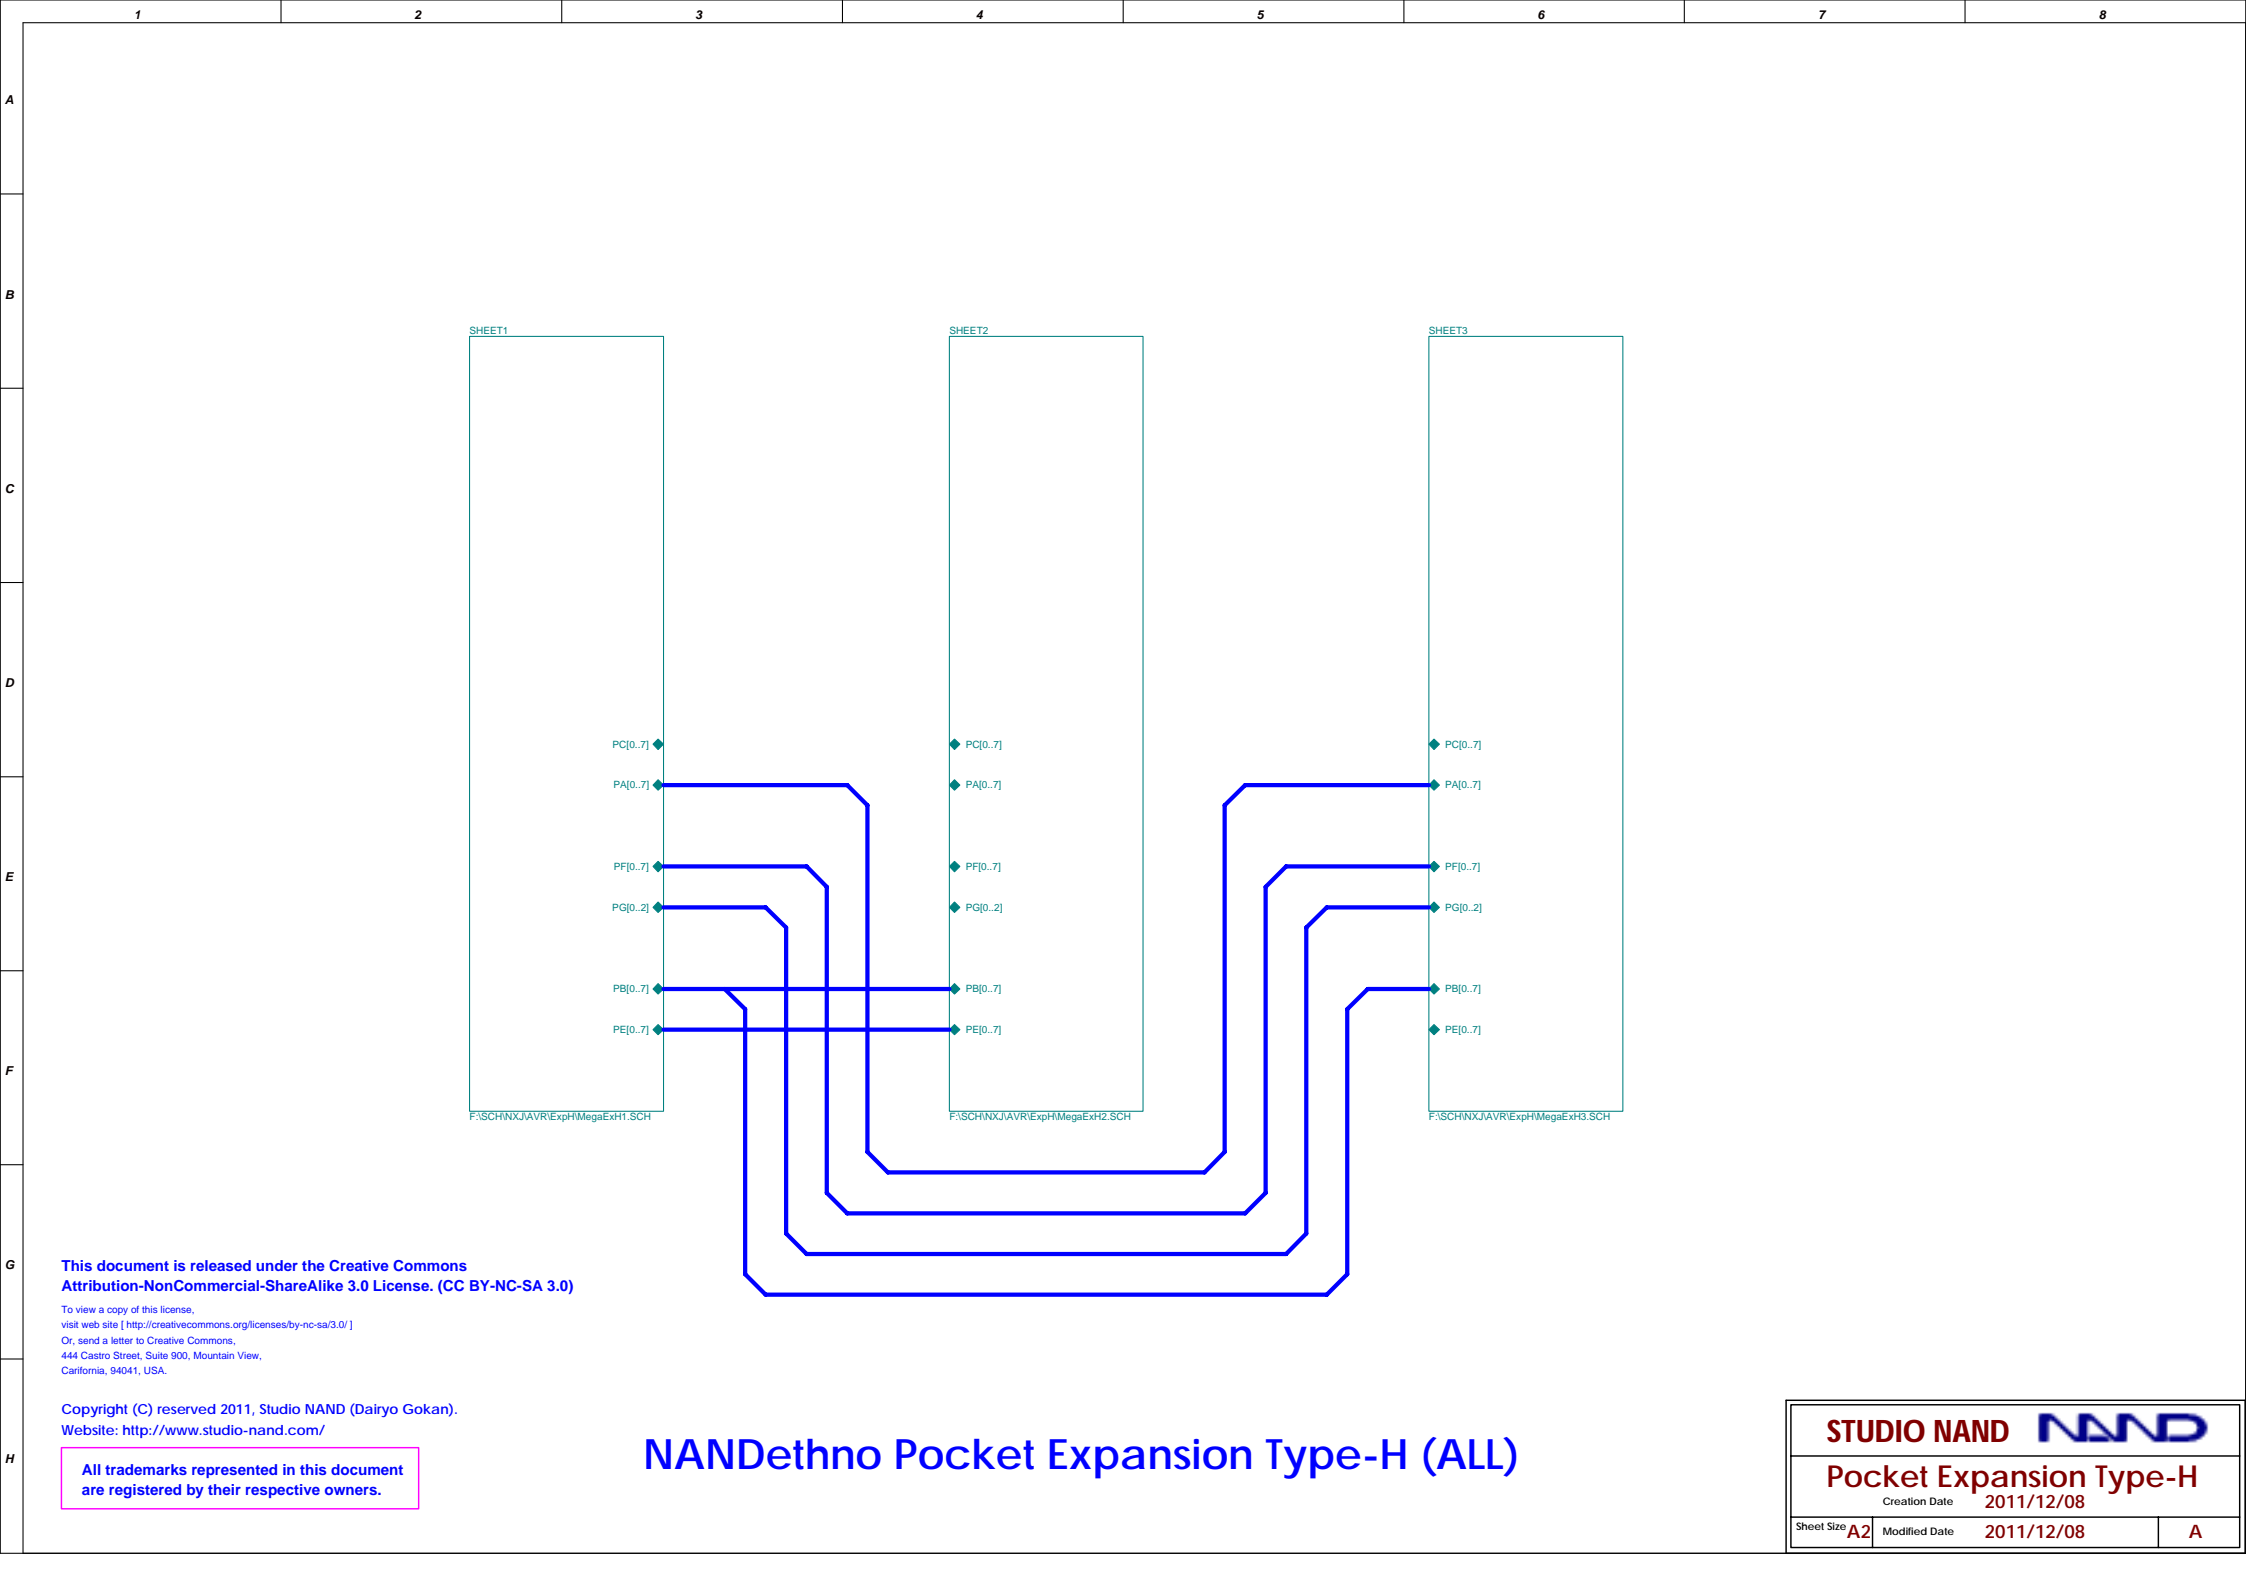 1 2 3 4 5 6 7 8
A
B
C
D
E
F
G
H
SHEET1 SHEET2 SHEET3
PC[0..7] PC[0..7] PC[0..7]
PA[0..7] PA[0..7] PA[0..7]
PF[0..7] PF[0..7] PF[0..7]
PG[0..2] PG[0..2] PG[0..2]
PB[0..7] PB[0..7] PB[0..7]
PE[0..7] PE[0..7] PE[0..7]
F:\SCH\NXJ\AVR\ExpH\MegaExH1.SCH F:\SCH\NXJ\AVR\ExpH\MegaExH2.SCH F:\SCH\NXJ\AVR\ExpH\MegaExH3.SCH
This document is released under the Creative Commons
Attribution-NonCommercial-ShareAlike 3.0 License. (CC BY-NC-SA 3.0)
To view a copy of this license,
visit web site [ http://creativecommons.org/licenses/by-nc-sa/3.0/ ]
Or, send a letter to Creative Commons,
444 Castro Street, Suite 900, Mountain View,
Carifornia, 94041, USA.
Copyright (C) reserved 2011, Studio NAND (Dairyo Gokan).
Website: http://www.studio-nand.com/
All trademarks represented in this document
are registered by their respective owners.
NANDethno Pocket Expansion Type-H (ALL)
STUDIO NAND NAND
Pocket Expansion Type-H
Creation Date 2011/12/08
Sheet Size A2 Modified Date 2011/12/08 A